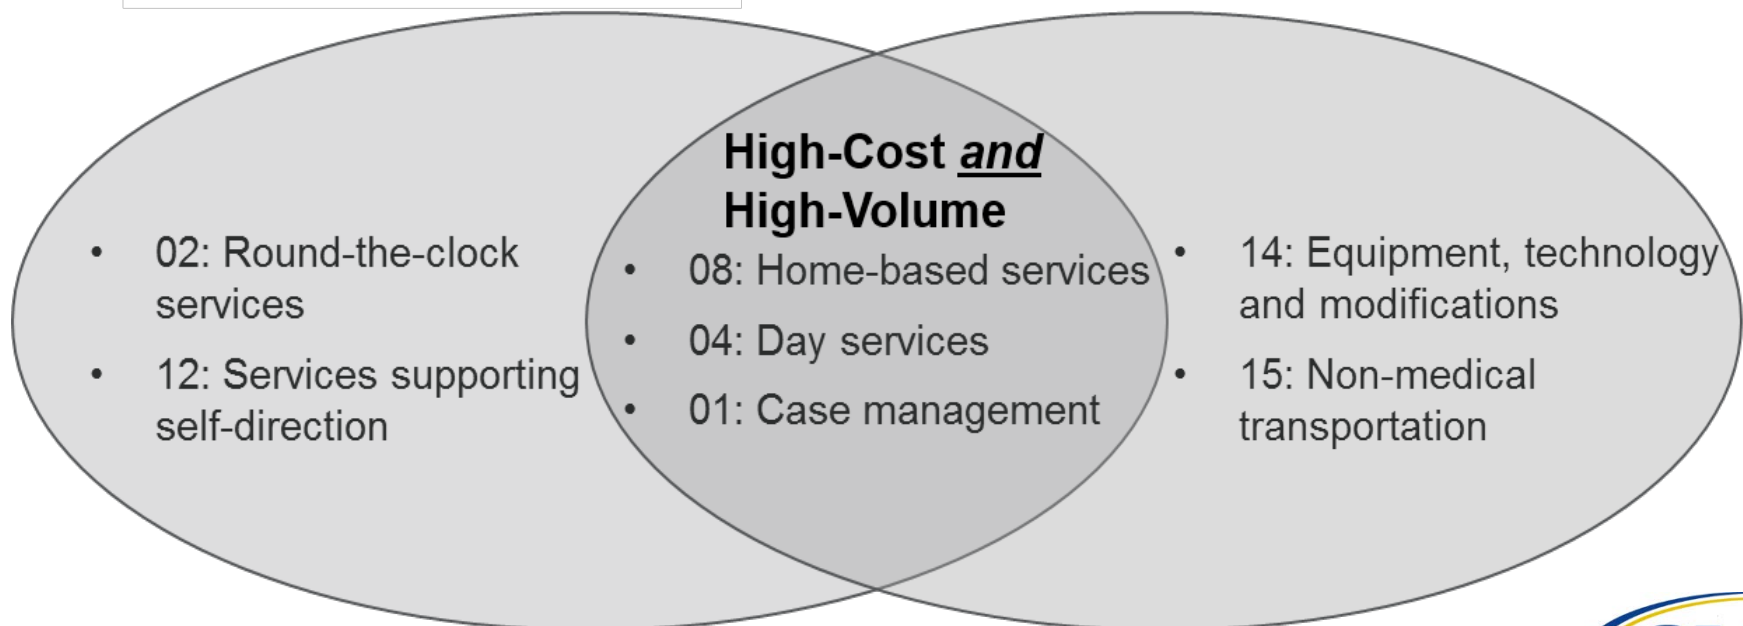 High-Cost and
High-Volume
• 02: Round-the-clock
services
• 12: Services supporting
self-direction
• 08: Home-based services
• 04: Day services
• 01: Case management
• 14: Equipment, technology
and modifications
• 15: Non-medical
transportation